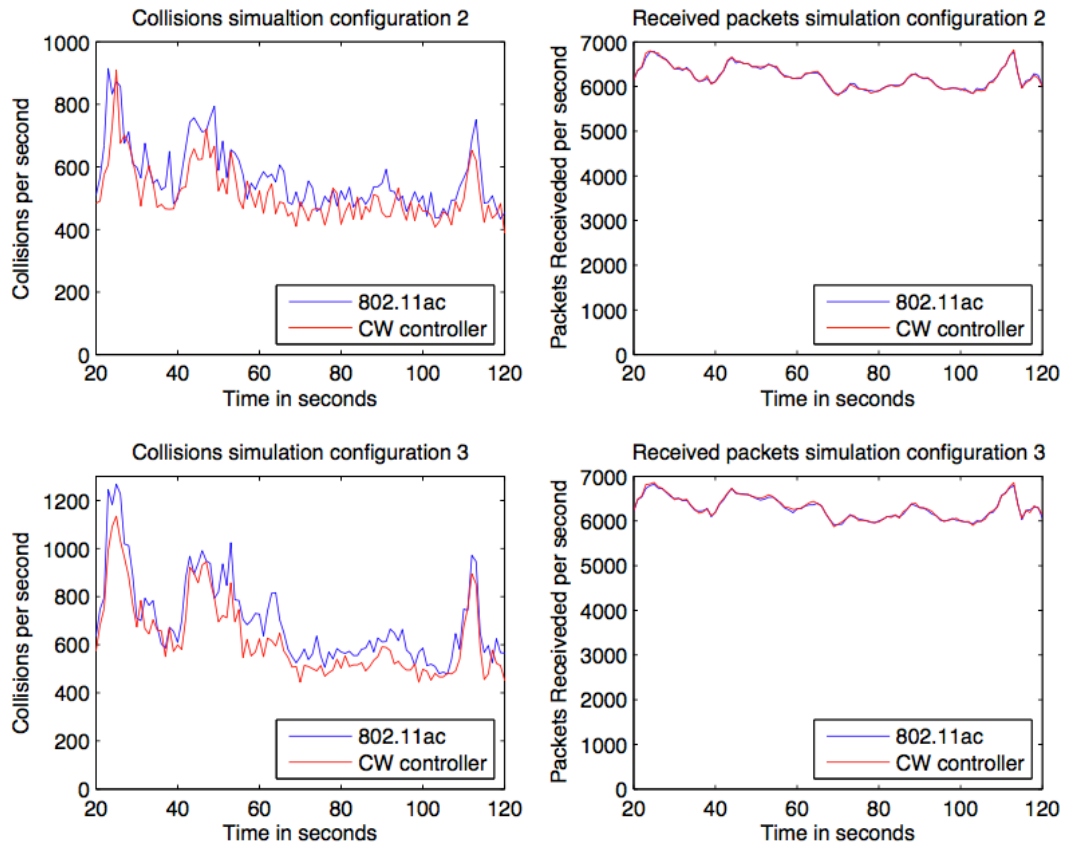 Collisions simualtion configuration 2
Collisions per second
1000
800
600
400
200
0
802.11ac
CW controller
20 40 60 80 100 120
Time in seconds
Received packets simulation configuration 2
Packets Receiveded per second
7000
6000
5000
4000
3000
2000
1000
0
802.11ac
CW controller
20 40 60 80 100 120
Time in seconds
Collisions simulation configuration 3
Collisions per second
1200
1000
800
600
400
200
0
802.11ac
CW controller
20 40 60 80 100 120
Time in seconds
Received packets simulation configuration 3
Packets Receiveded per second
7000
6000
5000
4000
3000
2000
1000
0
802.11ac
CW controller
20 40 60 80 100 120
Time in seconds